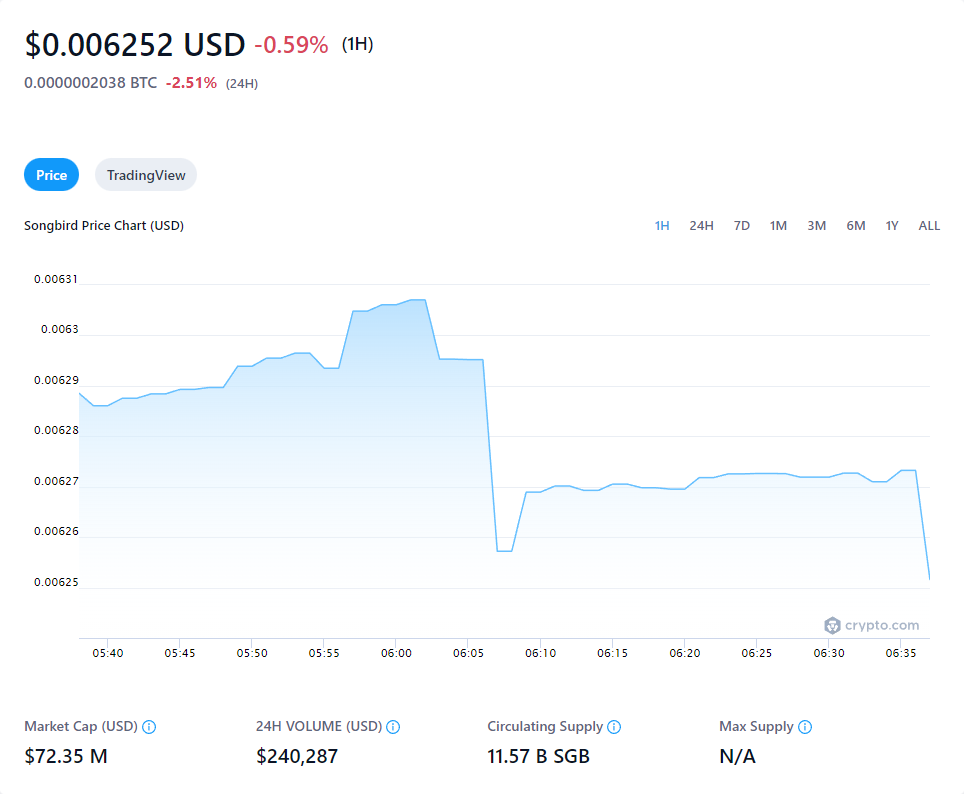 $0.006252 USD -0.59% (1H)
0.0000002038 BTC -2.51% (24H)
Price TradingView
Songbird Price Chart (USD) 1H 24H 7D 1M 3M 6M 1Y ALL
0.00631
0.0063
0.00629
0.00628
0.00627
0.00626
0.00625
crypto.com
05:40 05:45 05:50 05:55 06:00 06:05 06:10 06:15 06:20 06:25 06:30 06:35
Market Cap (USD) 24H VOLUME (USD) Circulating Supply Max Supply
$72.35 M $240,287 11.57 B SGB N/A